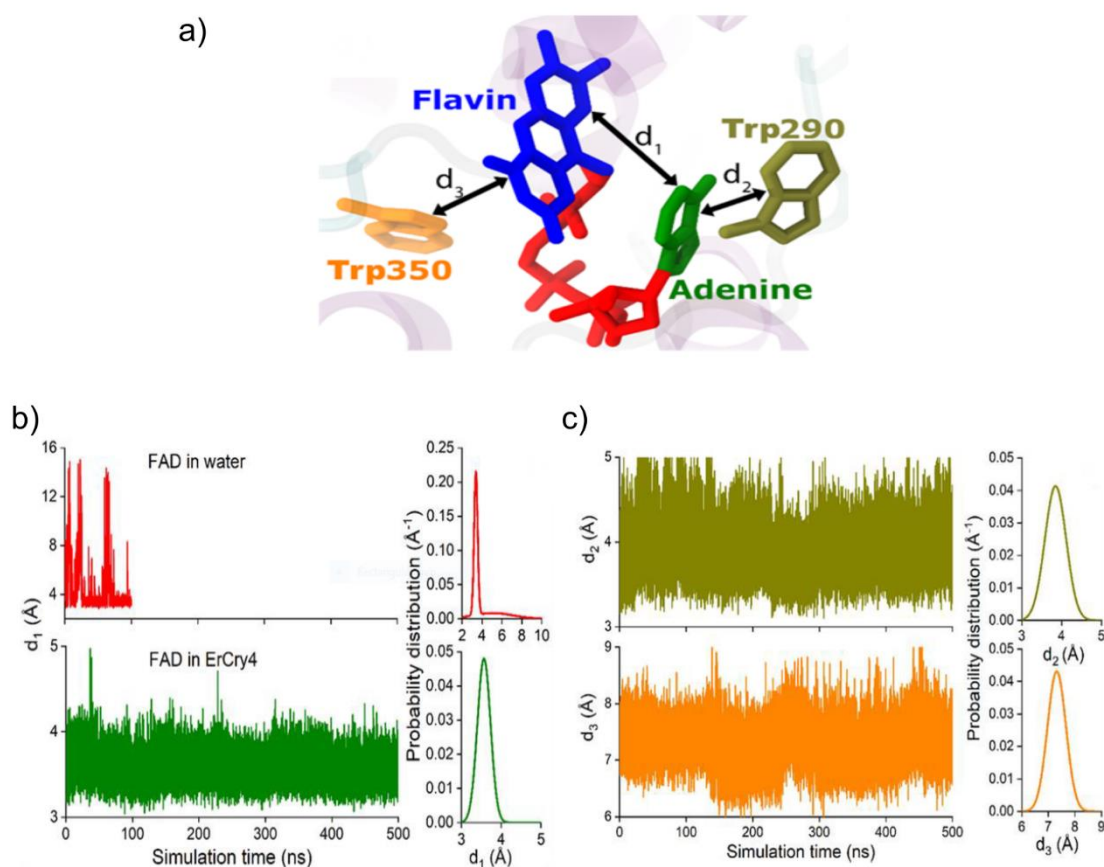 a)
Flavin
Trp290
d1
d2
d3
Trp350
Adenine
b)
16
12
8
4
d1 (Å)
FAD in water
5
4
3
FAD in ErCry4
0 100 200 300 400 500
Simulation time (ns)
0.25
0.20
0.15
0.10
0.05
0.00
2 4 6 8 10
Probability distribution (Å-1)
0.05
0.04
0.03
0.02
0.01
0.00
3 4 5
d1 (Å)
c)
5
4
3
d2 (Å)
9
8
7
6
d3 (Å)
0 100 200 300 400 500
Simulation time (ns)
Probability distribution (Å-1)
0.05
0.04
0.03
0.02
0.01
0.00
3 4 5
d2 (Å)
0.05
0.04
0.03
0.02
0.01
0.00
6 7 8 9
d3 (Å)